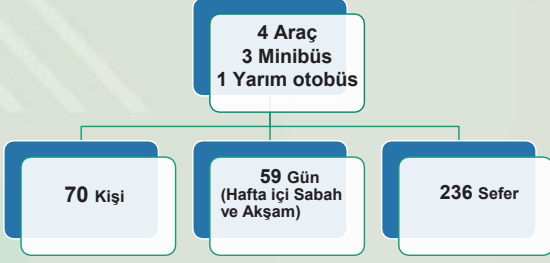 4 Araç
3 Minibüs
1 Yarım otobüs
70 Kişi
59 Gün
(Hafta içi Sabah
ve Akşam)
236 Sefer